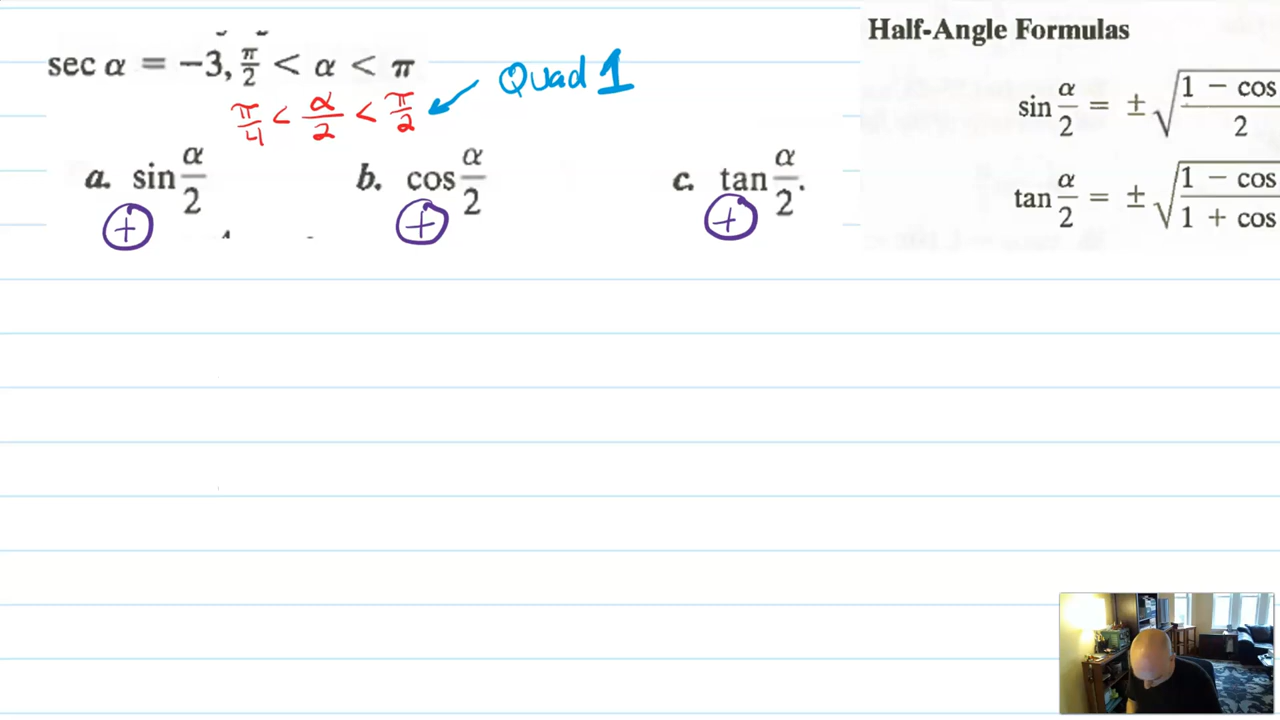 sec α = −3, π/2 < α < π
π/4 < α/2 < π/2
Quad 1
a. sin α/2 b. cos α/2 c. tan α/2.
+ + +
Half-Angle Formulas
sin α/2 = ± √(1 − cos / 2
tan α/2 = ± √(1 − cos / 1 + cos